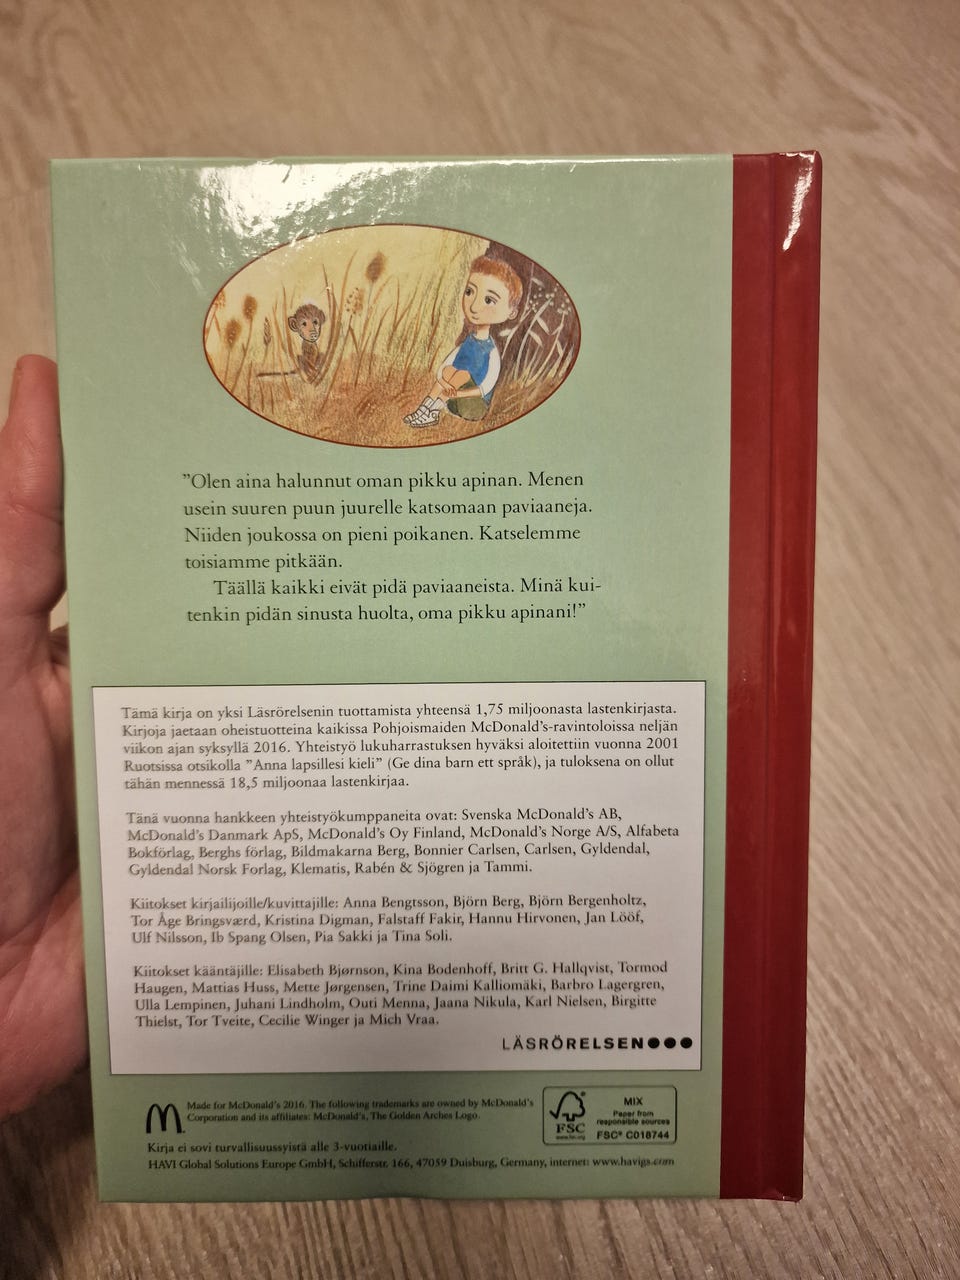 ”Olen aina halunnut oman pikku apinan. Menen
usein suuren puun juurelle katsomaan paviaaneja.
Niiden joukossa on pieni poikanen. Katselemme
toisiamme pitkään.
Täällä kaikki eivät pidä paviaaneista. Minä kui-
tenkin pidän sinusta huolta, oma pikku apinani!”
Tämä kirja on yksi Läsrörelsenin tuottamista yhteensä 1,75 miljoonasta lastenkirjasta.
Kirjoja jaetaan oheistuotteina kaikissa Pohjoismaiden McDonald’s-ravintoloissa neljän
viikon ajan syksyllä 2016. Yhteistyö lukuharrastuksen hyväksi aloitettiin vuonna 2001
Ruotsissa otsikolla ”Anna lapsillesi kieli” (Ge dina barn ett språk), ja tuloksena on ollut
tähän mennessä 18,5 miljoonaa lastenkirjaa.
Tänä vuonna hankkeen yhteistyökumppaneita ovat: Svenska McDonald’s AB,
McDonald’s Danmark ApS, McDonald’s Oy Finland, McDonald’s Norge A/S, Alfabeta
Bokförlag, Berghs förlag, Bildmakarna Berg, Bonnier Carlsen, Carlsen, Gyldendal,
Gyldendal Norsk Forlag, Klematis, Rabén & Sjögren ja Tammi.
Kiitokset kirjailijoille/kuvittajille: Anna Bengtsson, Björn Berg, Björn Bergenholtz,
Tor Åge Bringsværd, Kristina Digman, Falstaff Fakir, Hannu Hirvonen, Jan Lööf,
Ulf Nilsson, Ib Spang Olsen, Pia Sakki ja Tina Soli.
Kiitokset kääntäjille: Elisabeth Bjørnson, Kina Bodenhoff, Britt G. Hallqvist, Tormod
Haugen, Mattias Huss, Mette Jørgensen, Trine Daimi Kalliomäki, Barbro Lagergren,
Ulla Lempinen, Juhani Lindholm, Outi Menna, Jaana Nikula, Karl Nielsen, Birgitte
Thielst, Tor Tveite, Cecilie Winger ja Mich Vraa.
LÄSRÖRELSEN
Made for McDonald’s 2016. The following trademarks are owned by McDonald’s
Corporation and its affiliates: McDonald’s, The Golden Arches Logo.
Kirja ei sovi turvallisuussyistä alle 3-vuotiaille.
HAVI Global Solutions Europe GmbH, Schifferstr. 166, 47059 Duisburg, Germany, internet: www.havigs.com
FSC
www.fsc.org
MIX
Paper from
responsible sources
FSC® C018744